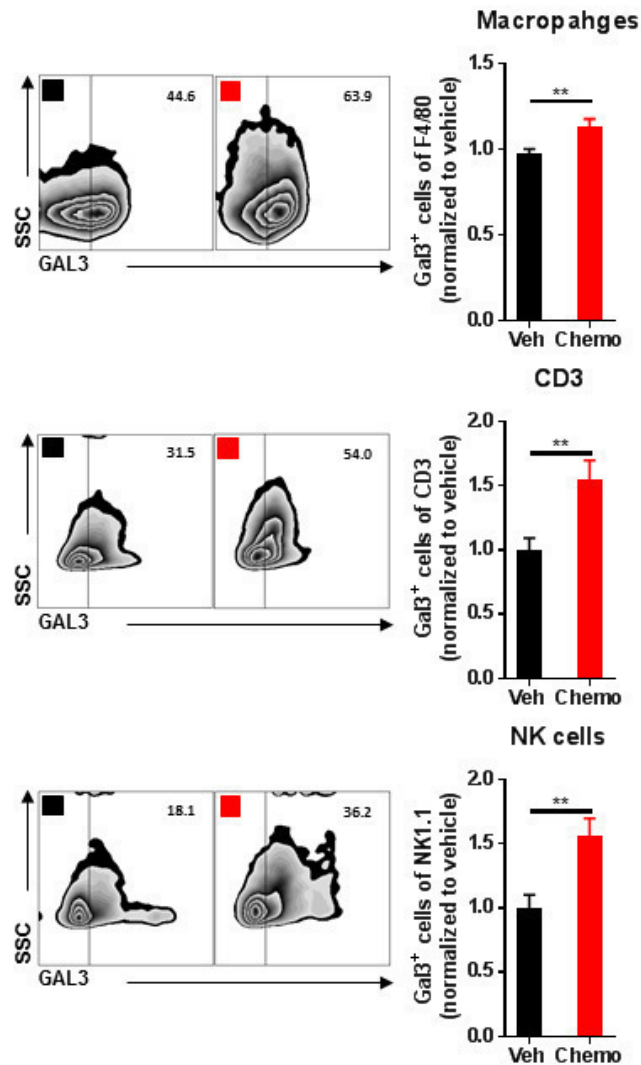 Macropahges
44.6
63.9
SSC
GAL3
Gal3+ cells of F4/80
(normalized to vehicle)
1.5
1.0
0.5
0.0
**
Veh Chemo
CD3
31.5
54.0
SSC
GAL3
Gal3+ cells of CD3
(normalized to vehicle)
2.0
1.5
1.0
0.5
0.0
**
Veh Chemo
NK cells
18.1
36.2
SSC
GAL3
Gal3+ cells of NK1.1
(normalized to vehicle)
2.0
1.5
1.0
0.5
0.0
**
Veh Chemo